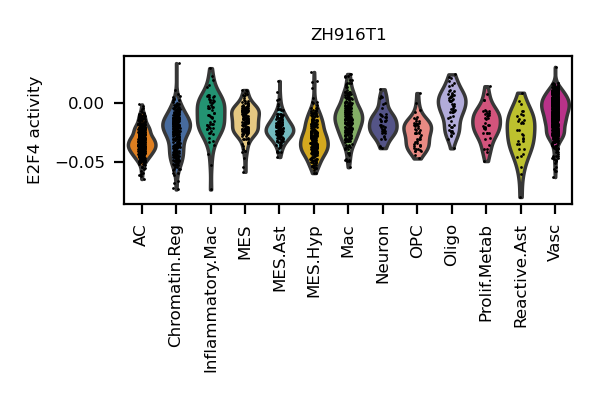 ZH916T1
E2F4 activity
0.00
−0.05
AC
Chromatin.Reg
Inflammatory.Mac
MES
MES.Ast
MES.Hyp
Mac
Neuron
OPC
Oligo
Prolif.Metab
Reactive.Ast
Vasc